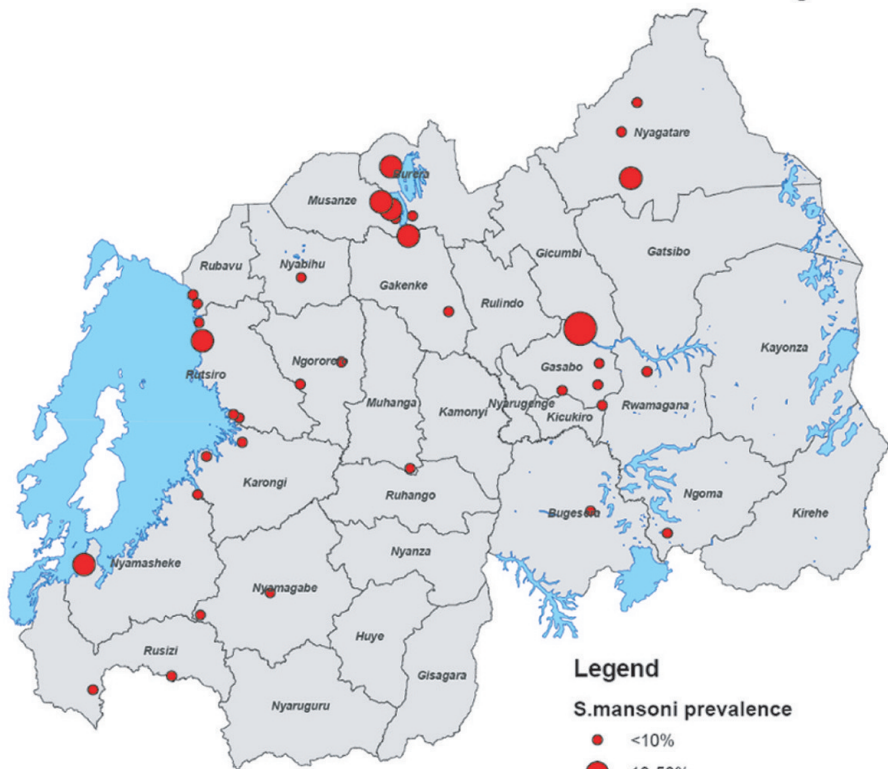 Nyagatare
Burera
Musanze
Gicumbi
Gatsibo
Rubavu
Nyabihu
Gakenke
Rulindo
Kayonza
Ngororero
Gasabo
Rutsiro
Muhanga
Kamonyi
Nyarugenge
Rwamagana
Kicukiro
Karongi
Ruhango
Ngoma
Bugesera
Kirehe
Nyanza
Nyamasheke
Nyamagabe
Huye
Rusizi
Gisagara
Nyaruguru
Legend
S.mansoni prevalence
<10%